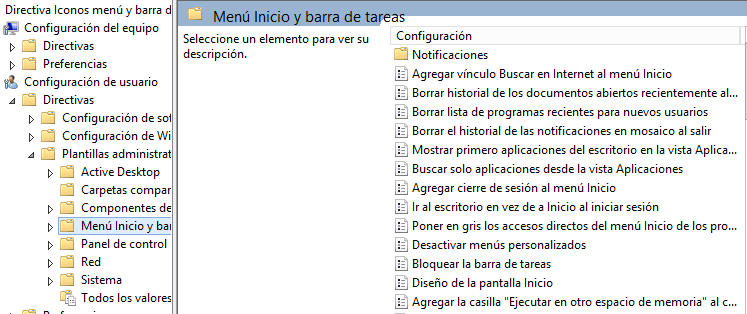 Directiva Iconos menú y barra d
Configuración del equipo
Directivas
Preferencias
Configuración de usuario
Directivas
Configuración de sof
Configuración de Wi
Plantillas administrat
Active Desktop
Carpetas compar
Componentes de
Menú Inicio y bar
Panel de control
Red
Sistema
Todos los valores
Menú Inicio y barra de tareas
Seleccione un elemento para ver su
descripción.
Configuración
Notificaciones
Agregar vínculo Buscar en Internet al menú Inicio
Borrar historial de los documentos abiertos recientemente al...
Borrar lista de programas recientes para nuevos usuarios
Borrar el historial de las notificaciones en mosaico al salir
Mostrar primero aplicaciones del escritorio en la vista Aplica...
Buscar solo aplicaciones desde la vista Aplicaciones
Agregar cierre de sesión al menú Inicio
Ir al escritorio en vez de a Inicio al iniciar sesión
Poner en gris los accesos directos del menú Inicio de los pro...
Desactivar menús personalizados
Bloquear la barra de tareas
Diseño de la pantalla Inicio
Agregar la casilla "Ejecutar en otro espacio de memoria" al c...